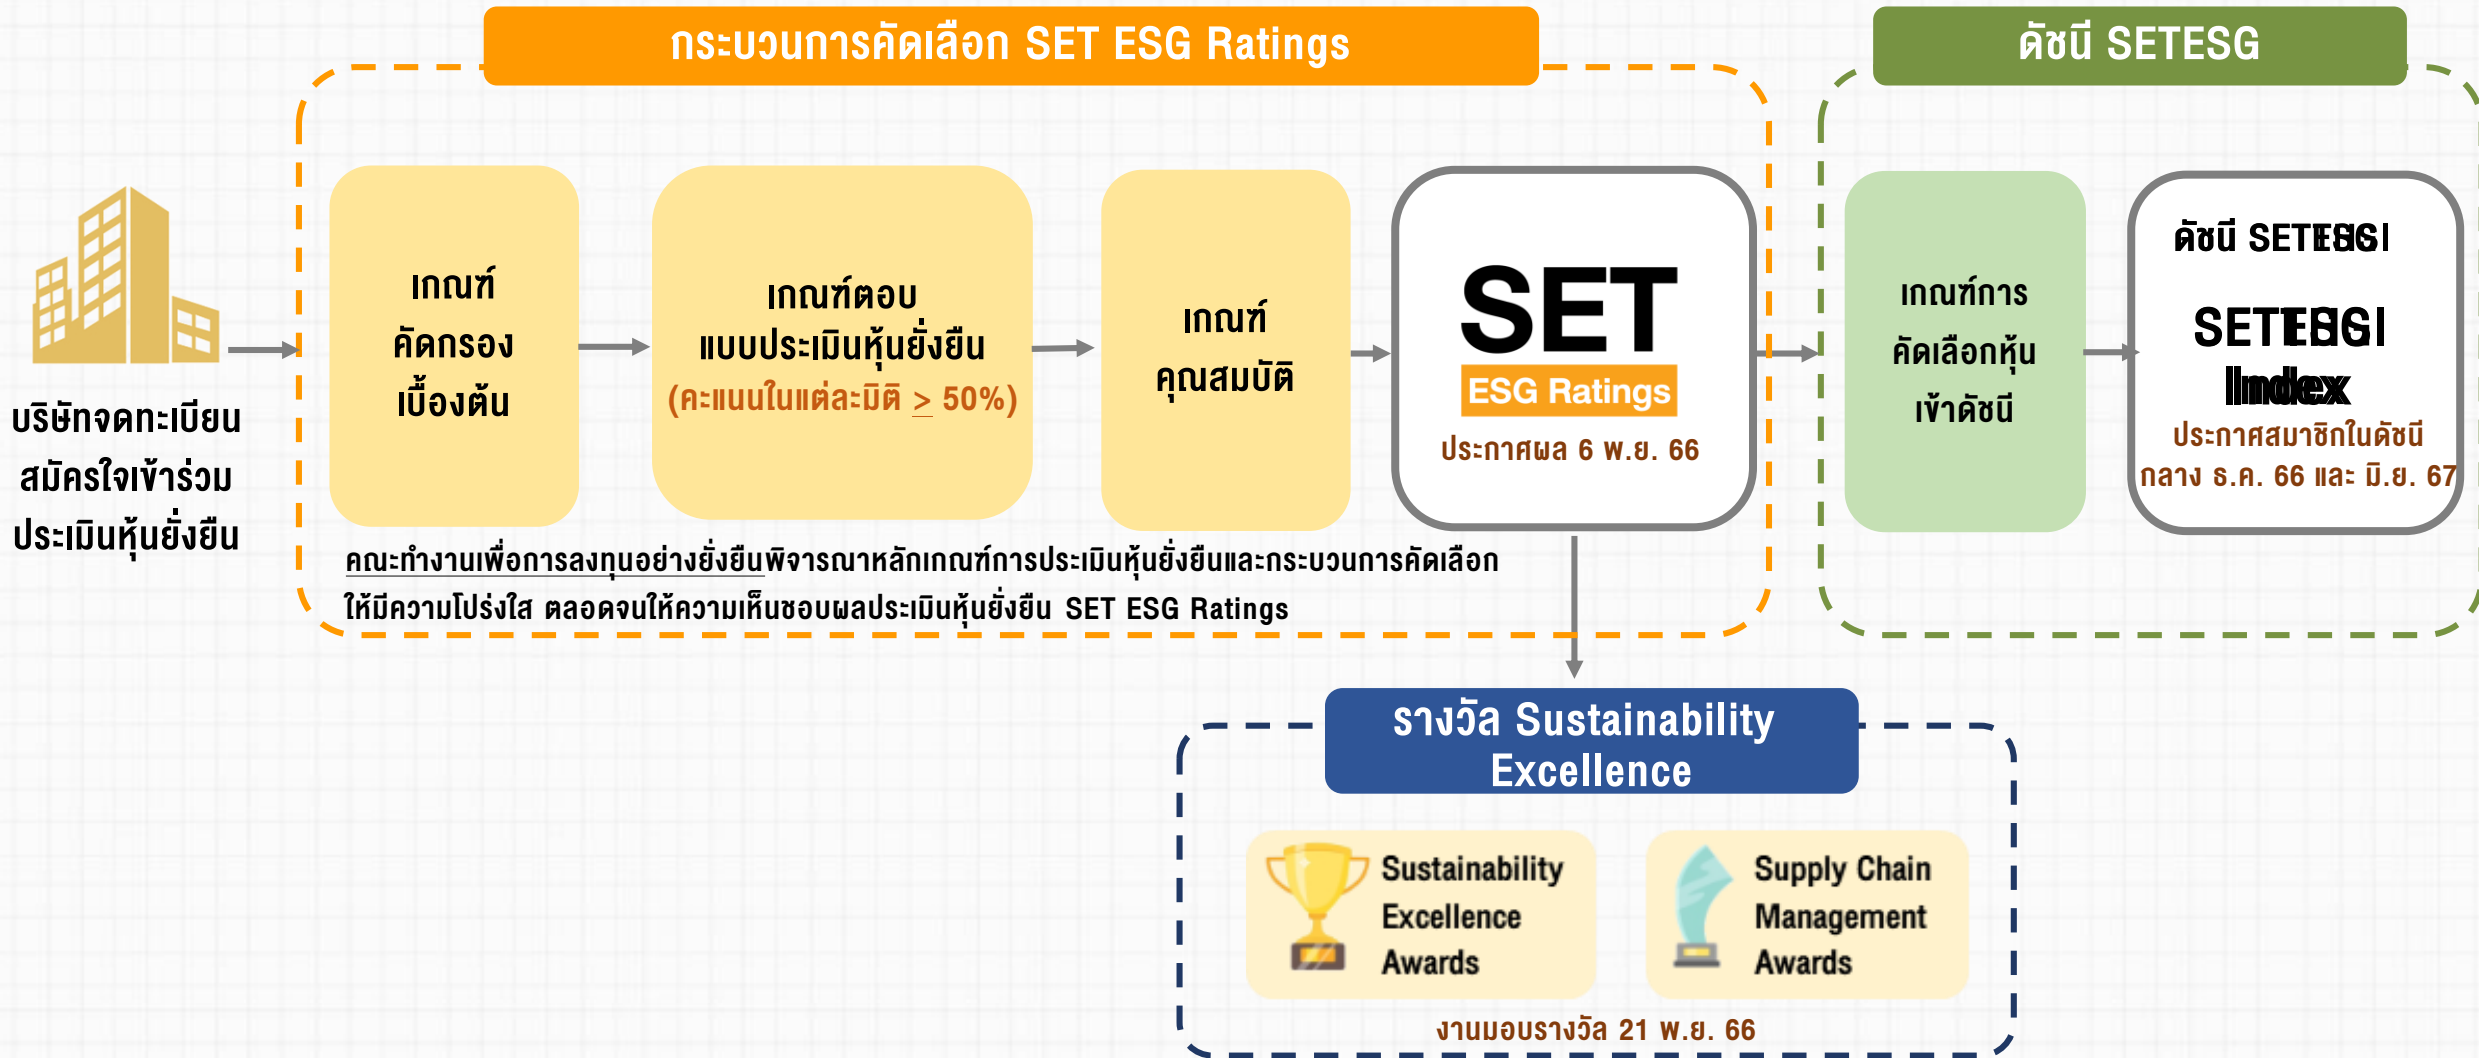 กระบวนการคัดเลือก SET ESG Ratings
ดัชนี SETESG
บริษัทจดทะเบียน
สมัครใจเข้าร่วม
ประเมินหุ้นยั่งยืน
เกณฑ์
คัดกรอง
เบื้องต้น
เกณฑ์ตอบ
แบบประเมินหุ้นยั่งยืน
(คะแนนในแต่ละมิติ ≥ 50%)
เกณฑ์
คุณสมบัติ
SET
ESG Ratings
ประกาศผล 6 พ.ย. 66
เกณฑ์การ
คัดเลือกหุ้น
เข้าดัชนี
ดัชนี
Index
ประกาศสมาชิกในดัชนี
กลาง ธ.ค. 66 และ มิ.ย. 67
คณะทำงานเพื่อการลงทุนอย่างยั่งยืนพิจารณาหลักเกณฑ์การประเมินหุ้นยั่งยืนและกระบวนการคัดเลือก
ให้มีความโปร่งใส ตลอดจนให้ความเห็นชอบผลประเมินหุ้นยั่งยืน SET ESG Ratings
รางวัล Sustainability
Excellence
Sustainability
Excellence
Awards
Supply Chain
Management
Awards
งานมอบรางวัล 21 พ.ย. 66